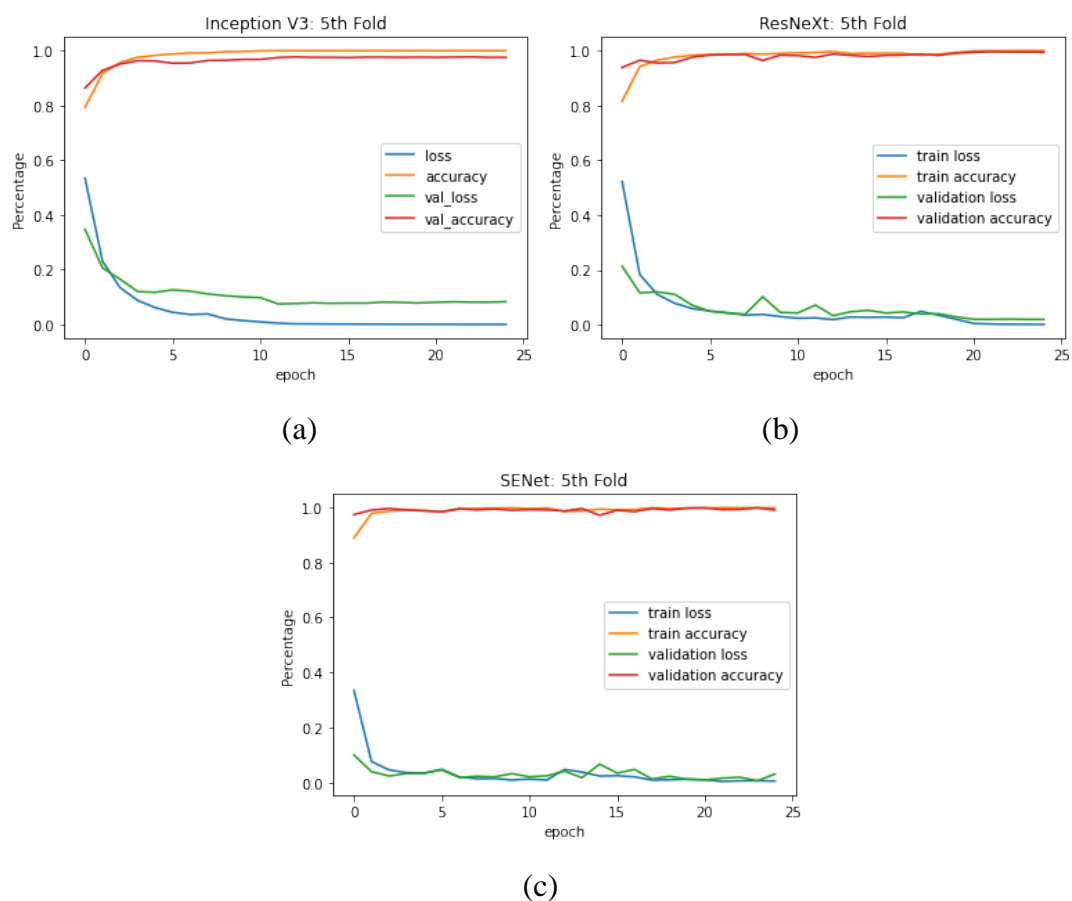 Inception V3: 5th Fold
1.0
0.8
0.6
0.4
0.2
0.0
Percentage
loss
accuracy
val_loss
val_accuracy
0 5 10 15 20 25
epoch
(a)
ResNeXt: 5th Fold
1.0
0.8
0.6
0.4
0.2
0.0
Percentage
train loss
train accuracy
validation loss
validation accuracy
0 5 10 15 20 25
epoch
(b)
SENet: 5th Fold
1.0
0.8
0.6
0.4
0.2
0.0
Percentage
train loss
train accuracy
validation loss
validation accuracy
0 5 10 15 20 25
epoch
(c)